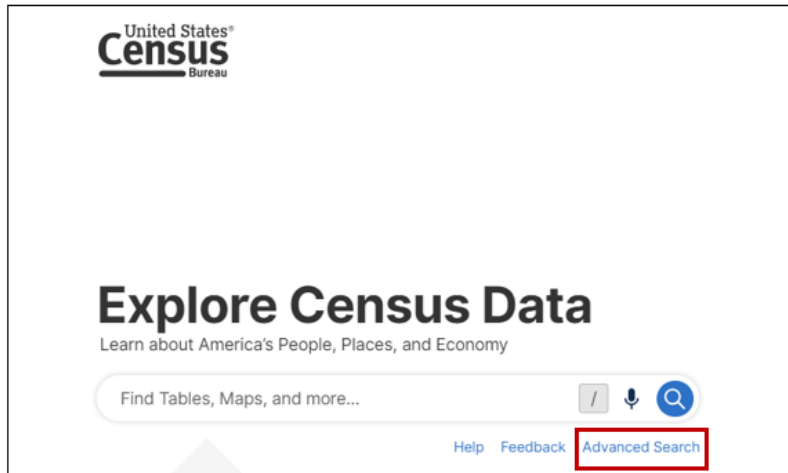 United States®
Census
Bureau
Explore Census Data
Learn about America's People, Places, and Economy
Find Tables, Maps, and more... /
Help Feedback Advanced Search